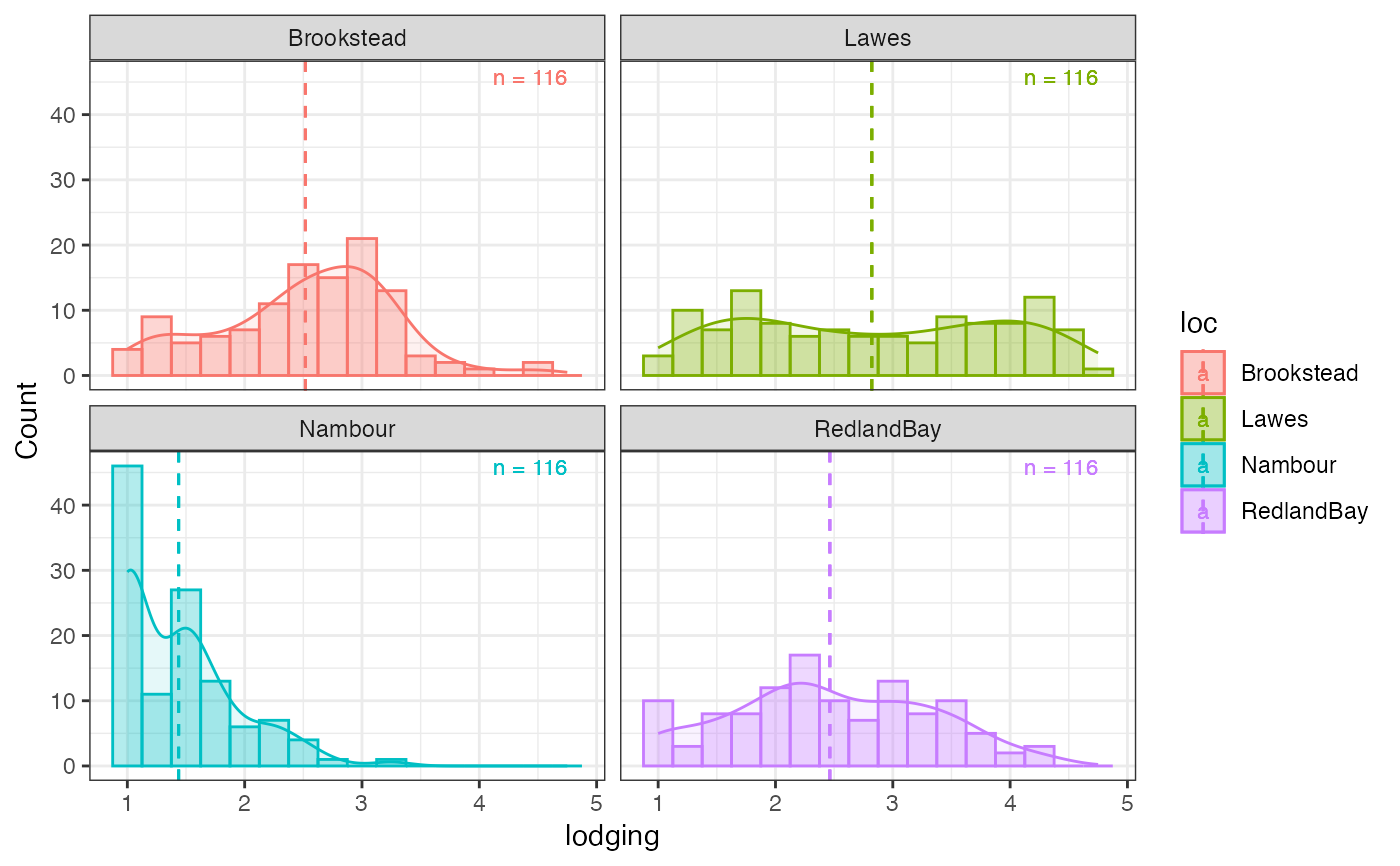 Brookstead
Lawes
n = 116
n = 116
40
30
20
10
0
Count
Nambour
RedlandBay
n = 116
n = 116
40
30
20
10
0
1 2 3 4 5
1 2 3 4 5
lodging
loc
a Brookstead
a Lawes
a Nambour
a RedlandBay